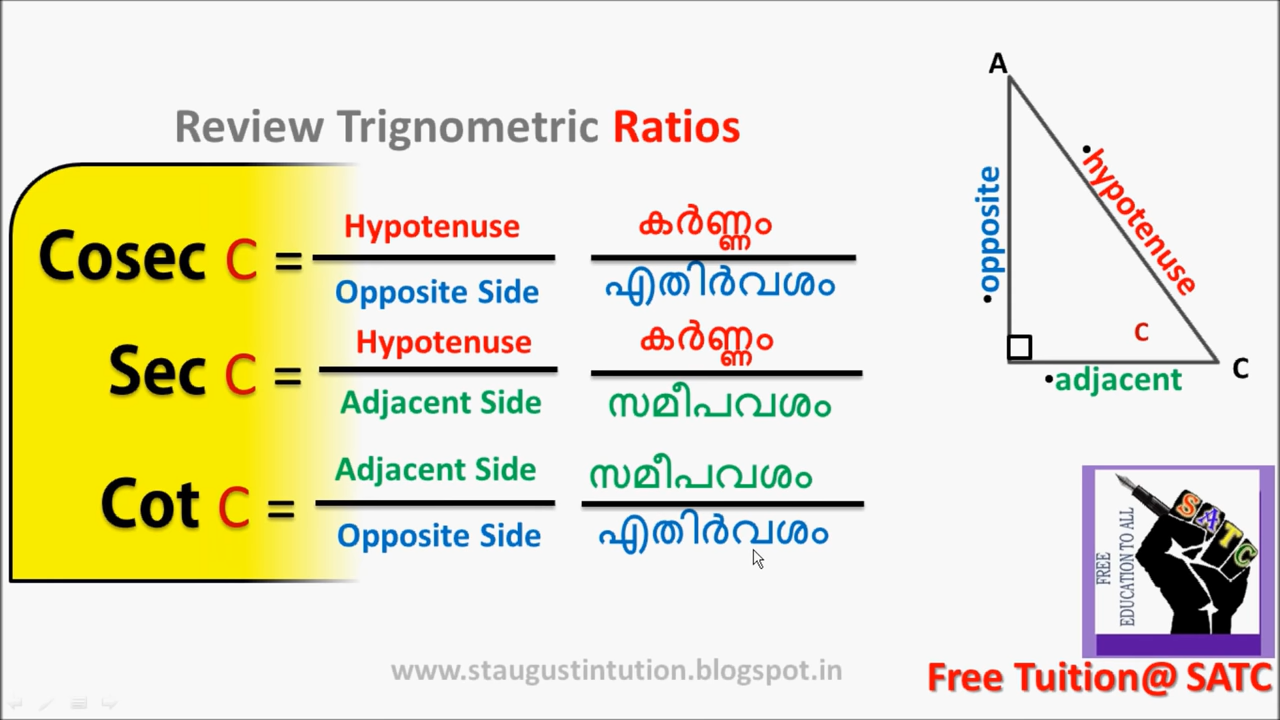 Review Trignometric Ratios
Cosec C = Hypotenuse / Opposite Side കർണ്ണം / എതിർവശം
Sec C = Hypotenuse / Adjacent Side കർണ്ണം / സമീപവശം
Cot C = Adjacent Side / Opposite Side സമീപവശം / എതിർവശം
A
•opposite
•hypotenuse
C
C
•adjacent
FREE
EDUCATION TO ALL
SATC
www.staugustintution.blogspot.in
Free Tuition@ SATC